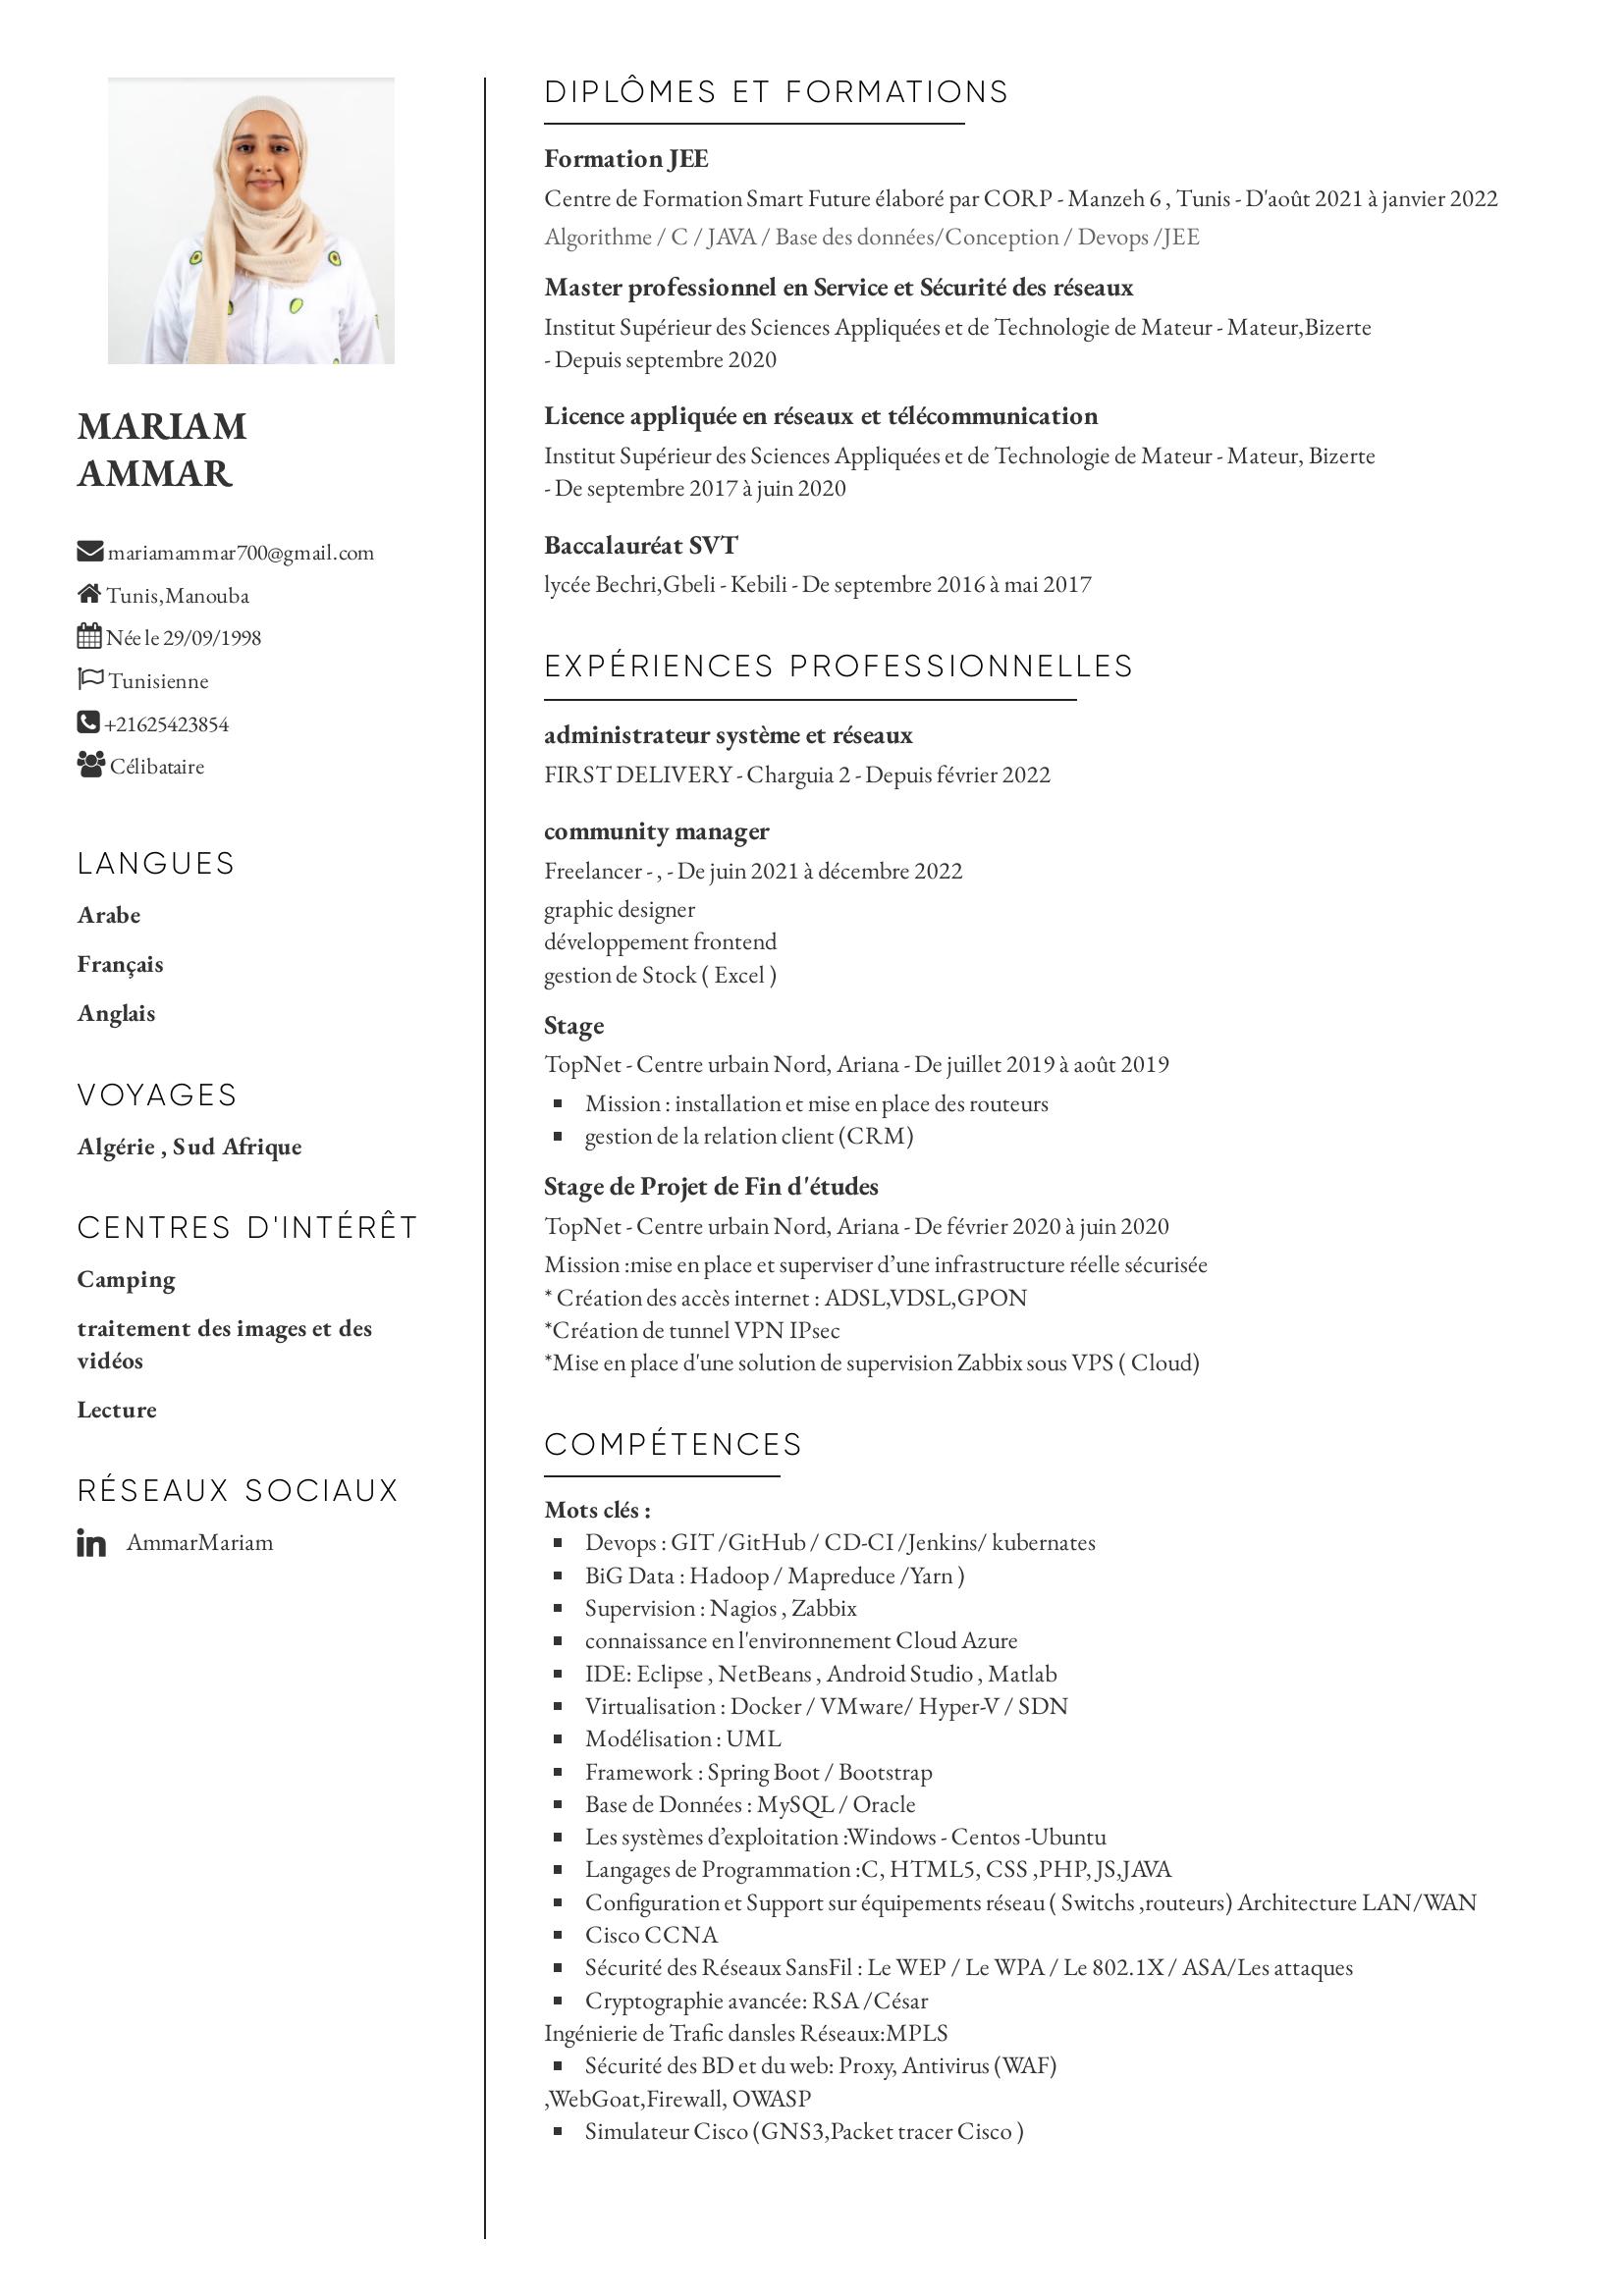 MARIAM
AMMAR
mariamammar700@gmail.com
Tunis,Manouba
Née le 29/09/1998
Tunisienne
+21625423854
Célibataire
LANGUES
Arabe
Français
Anglais
VOYAGES
Algérie , Sud Afrique
CENTRES D'INTÉRÊT
Camping
traitement des images et des
vidéos
Lecture
RÉSEAUX SOCIAUX
in AmmarMariam
DIPLÔMES ET FORMATIONS
Formation JEE
Centre de Formation Smart Future élaboré par CORP - Manzeh 6 , Tunis - D'août 2021 à janvier 2022
Algorithme / C / JAVA / Base des données/Conception / Devops /JEE
Master professionnel en Service et Sécurité des réseaux
Institut Supérieur des Sciences Appliquées et de Technologie de Mateur - Mateur,Bizerte
- Depuis septembre 2020
Licence appliquée en réseaux et télécommunication
Institut Supérieur des Sciences Appliquées et de Technologie de Mateur - Mateur, Bizerte
- De septembre 2017 à juin 2020
Baccalauréat SVT
lycée Bechri,Gbeli - Kebili - De septembre 2016 à mai 2017
EXPÉRIENCES PROFESSIONNELLES
administrateur système et réseaux
FIRST DELIVERY - Charguia 2 - Depuis février 2022
community manager
Freelancer - , - De juin 2021 à décembre 2022
graphic designer
développement frontend
gestion de Stock ( Excel )
Stage
TopNet - Centre urbain Nord, Ariana - De juillet 2019 à août 2019
▪ Mission : installation et mise en place des routeurs
▪ gestion de la relation client (CRM)
Stage de Projet de Fin d'études
TopNet - Centre urbain Nord, Ariana - De février 2020 à juin 2020
Mission :mise en place et superviser d’une infrastructure réelle sécurisée
* Création des accès internet : ADSL,VDSL,GPON
*Création de tunnel VPN IPsec
*Mise en place d'une solution de supervision Zabbix sous VPS ( Cloud)
COMPÉTENCES
Mots clés :
▪ Devops : GIT /GitHub / CD-CI /Jenkins/ kubernates
▪ BiG Data : Hadoop / Mapreduce /Yarn )
▪ Supervision : Nagios , Zabbix
▪ connaissance en l'environnement Cloud Azure
▪ IDE: Eclipse , NetBeans , Android Studio , Matlab
▪ Virtualisation : Docker / VMware/ Hyper-V / SDN
▪ Modélisation : UML
▪ Framework : Spring Boot / Bootstrap
▪ Base de Données : MySQL / Oracle
▪ Les systèmes d’exploitation :Windows - Centos -Ubuntu
▪ Langages de Programmation :C, HTML5, CSS ,PHP, JS,JAVA
▪ Configuration et Support sur équipements réseau ( Switchs ,routeurs) Architecture LAN/WAN
▪ Cisco CCNA
▪ Sécurité des Réseaux SansFil : Le WEP / Le WPA / Le 802.1X / ASA/Les attaques
▪ Cryptographie avancée: RSA /César
Ingénierie de Trafic dansles Réseaux:MPLS
▪ Sécurité des BD et du web: Proxy, Antivirus (WAF)
,WebGoat,Firewall, OWASP
▪ Simulateur Cisco (GNS3,Packet tracer Cisco )